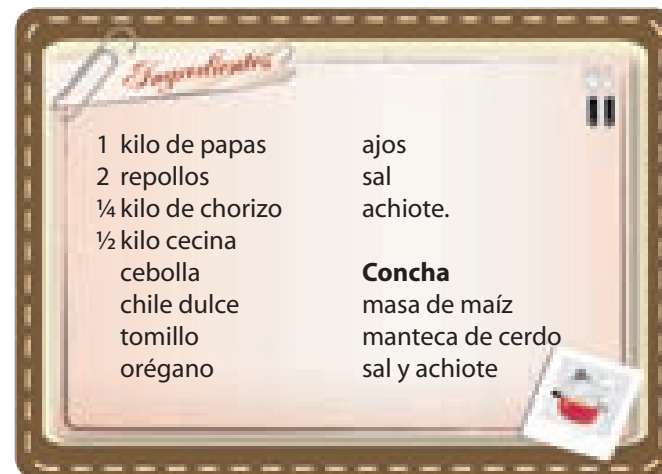 Ingredientes
1 kilo de papas
2 repollos
¼ kilo de chorizo
½ kilo cecina
cebolla
chile dulce
tomillo
orégano
ajos
sal
achiote.
Concha
masa de maíz
manteca de cerdo
sal y achiote